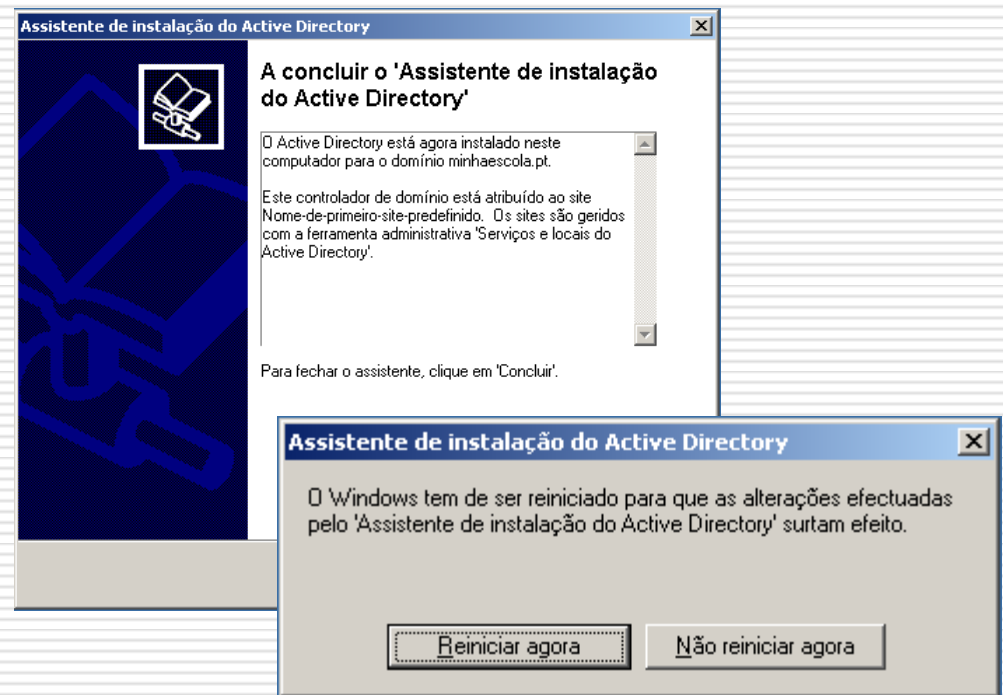 Assistente de instalação do Active Directory
A concluir o 'Assistente de instalação
do Active Directory'
O Active Directory está agora instalado neste
computador para o domínio minhaescola.pt.
Este controlador de domínio está atribuído ao site
Nome-de-primeiro-site-predefinido.  Os sites são geridos
com a ferramenta administrativa 'Serviços e locais do
Active Directory'.
Para fechar o assistente, clique em 'Concluir'.
Assistente de instalação do Active Directory
O Windows tem de ser reiniciado para que as alterações efectuadas
pelo 'Assistente de instalação do Active Directory' surtam efeito.
Reiniciar agora
Não reiniciar agora